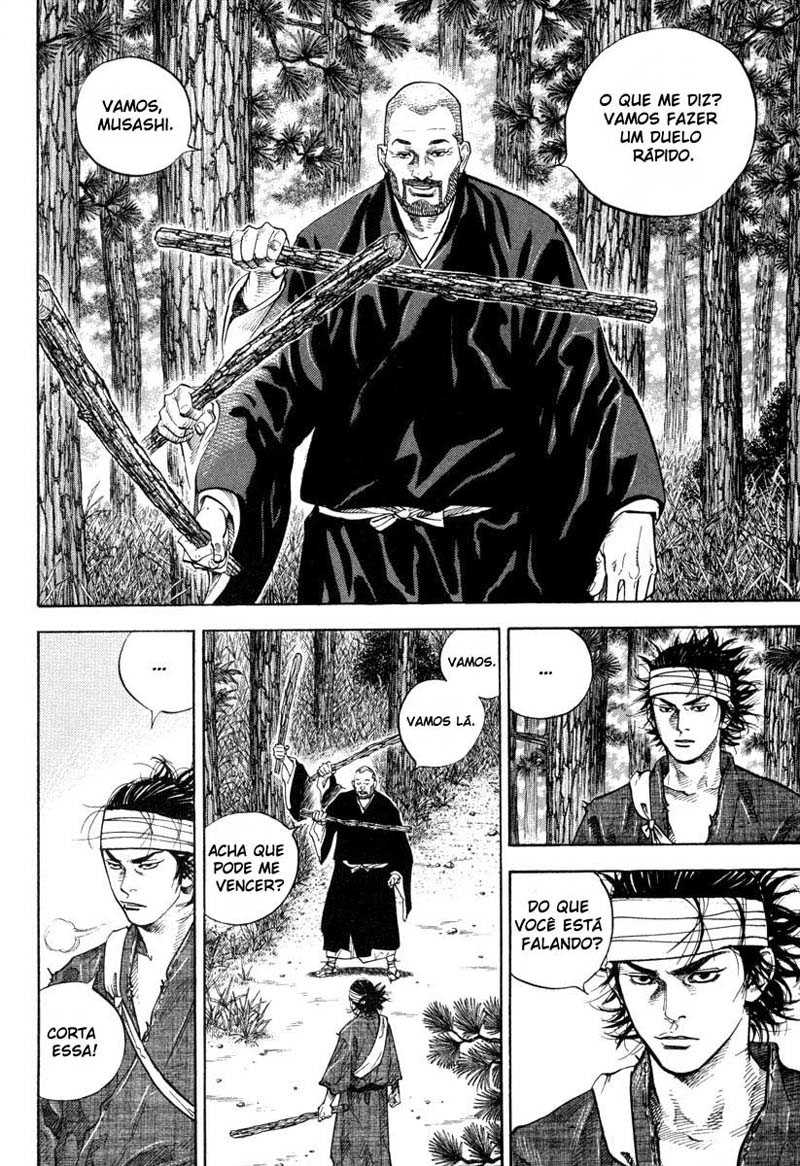 O QUE ME DIZ?
VAMOS FAZER
UM DUELO
RÁPIDO.
VAMOS,
MUSASHI.
...
DO QUE
VOCÊ ESTÁ
FALANDO?
VAMOS.
VAMOS LÁ.
ACHA QUE
PODE ME
VENCER?
...
CORTA
ESSA!